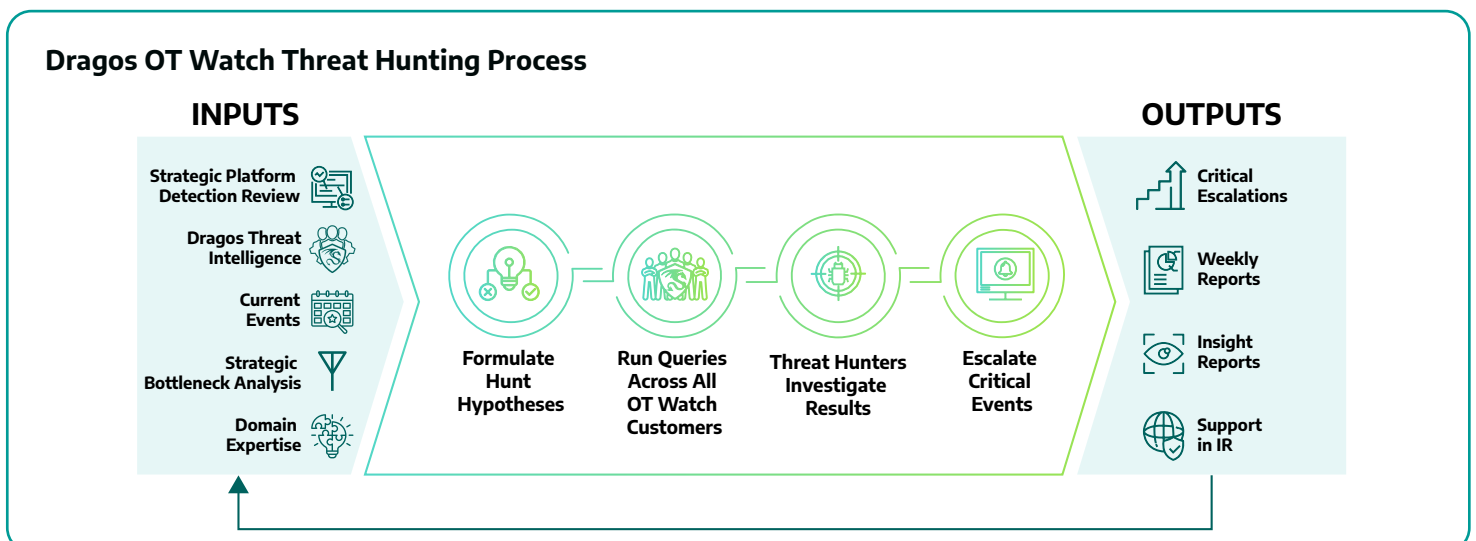 Dragos OT Watch Threat Hunting Process
INPUTS
Strategic Platform
Detection Review
Dragos Threat
Intelligence
Current
Events
Strategic
Bottleneck Analysis
Domain
Expertise
Formulate
Hunt
Hypotheses
Run Queries
Across All
OT Watch
Customers
Threat Hunters
Investigate
Results
Escalate
Critical
Events
OUTPUTS
Critical
Escalations
Weekly
Reports
Insight
Reports
Support
in IR